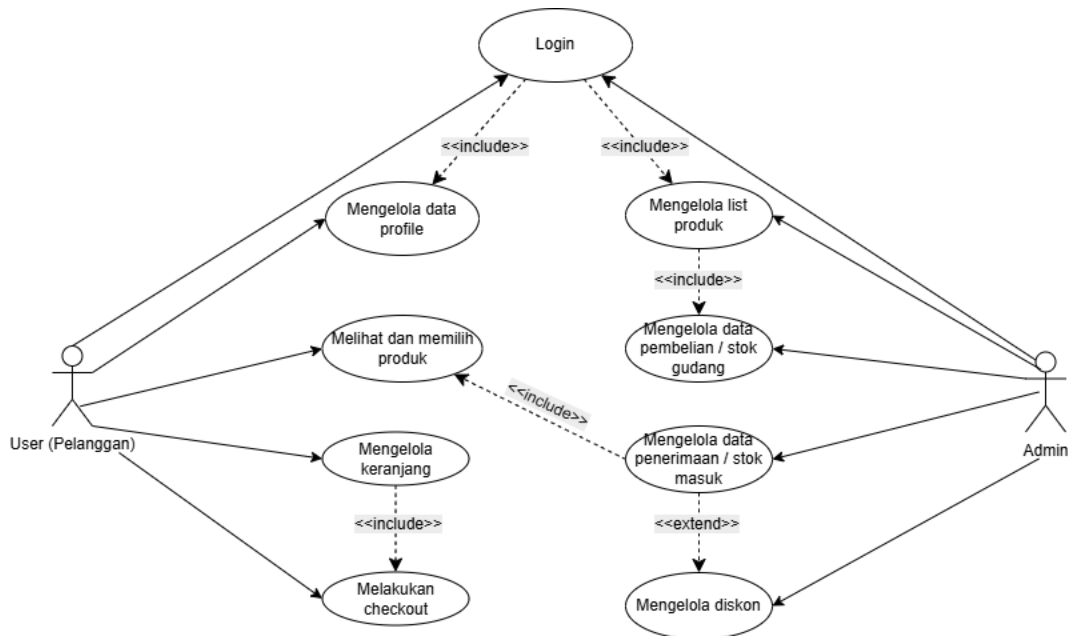 Login
<<include>>
<<include>>
Mengelola data
profile
Mengelola list
produk
<<include>>
Melihat dan memilih
produk
Mengelola data
pembelian / stok
gudang
<<include>>
User (Pelanggan)
Mengelola
keranjang
Mengelola data
penerimaan / stok
masuk
Admin
<<include>>
<<extend>>
Melakukan
checkout
Mengelola diskon